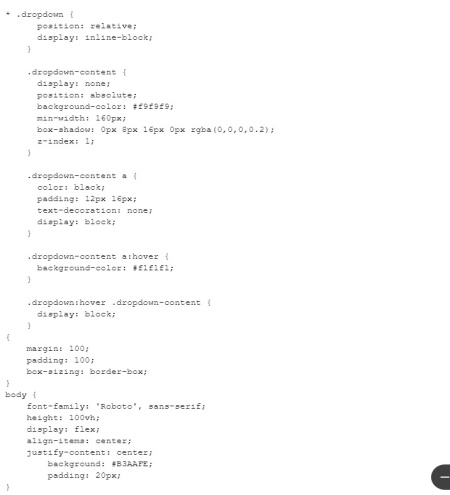 * .dropdown {
position: relative;
display: inline-block;
}
.dropdown-content {
display: none;
position: absolute;
background-color: #f9f9f9;
min-width: 160px;
box-shadow: 0px 8px 16px 0px rgba(0,0,0,0.2);
z-index: 1;
}
.dropdown-content a {
color: black;
padding: 12px 16px;
text-decoration: none;
display: block;
}
.dropdown-content a:hover {
background-color: #f1f1f1;
}
.dropdown:hover .dropdown-content {
display: block;
}
{
margin: 100;
padding: 100;
box-sizing: border-box;
}
body {
font-family: 'Roboto', sans-serif;
height: 100vh;
display: flex;
align-items: center;
justify-content: center;
background: #B3AAFE;
padding: 20px;
}